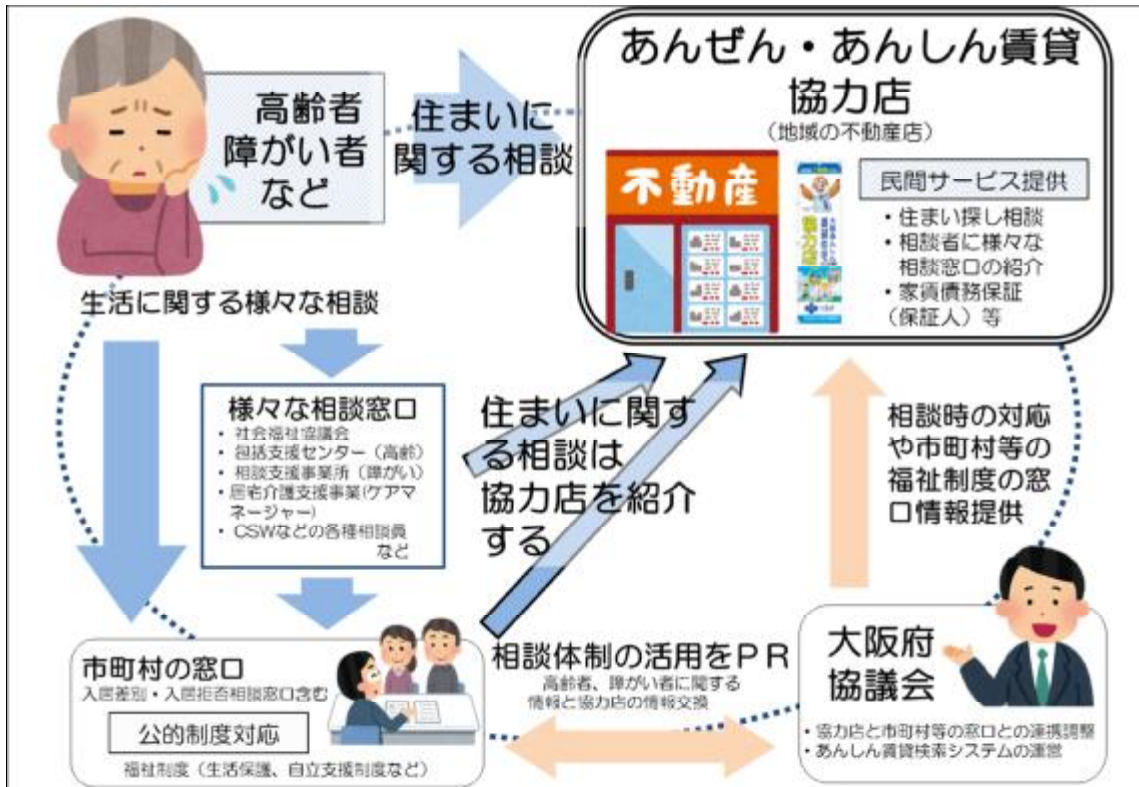 高齢者
障がい者
など
住まいに
関する相談
あんぜん・あんしん賃貸
協力店
（地域の不動産店）
不動産
協力店
民間サービス提供
・住まい探し相談
・相談者に様々な
相談窓口の紹介
・家賃債務保証
（保証人）等
生活に関する様々な相談
様々な相談窓口
・社会福祉協議会
・包括支援センター（高齢）
・相談支援事業所（障がい）
・居宅介護支援事業(ケアマ
ネージャー)
・CSWなどの各種相談員
など
住まいに関す
る相談は
協力店を紹介
する
相談時の対応
や市町村等の
福祉制度の窓
口情報提供
市町村の窓口
入居差別・入居拒否相談窓口含む
公的制度対応
福祉制度（生活保護、自立支援制度など）
相談体制の活用をＰＲ
高齢者、障がい者に関する
情報と協力店の情報交換
大阪府
協議会
・協力店と市町村等の窓口との連携調整
・あんしん賃貸検索システムの運営